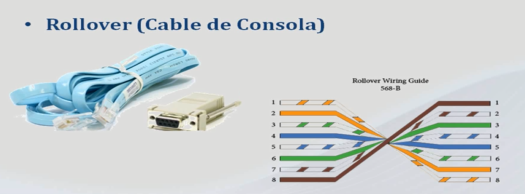 • Rollover (Cable de Consola)
Rollover Wiring Guide
568-B
1 1
2 2
3 3
4 4
5 5
6 6
7 7
8 8